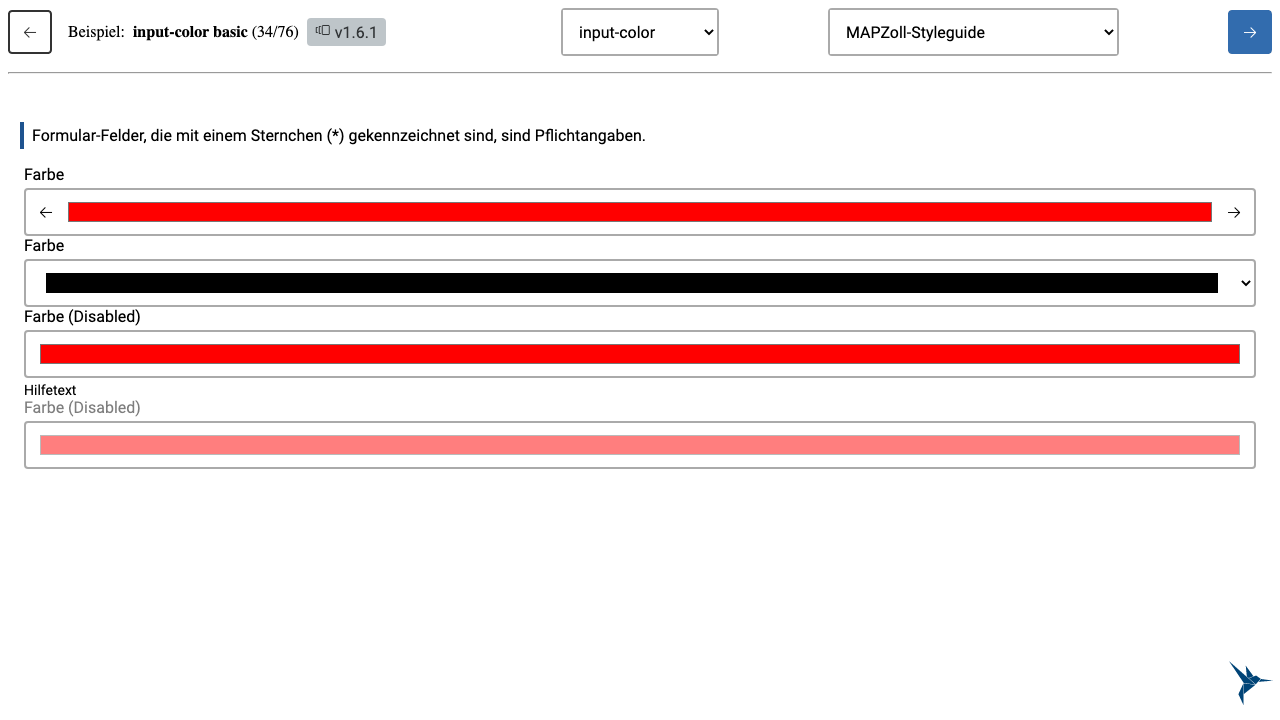 Beispiel: input-color basic (34/76) v1.6.1 input-color MAPZoll-Styleguide
Formular-Felder, die mit einem Sternchen (*) gekennzeichnet sind, sind Pflichtangaben.
Farbe
Farbe
Farbe (Disabled)
Hilfetext
Farbe (Disabled)